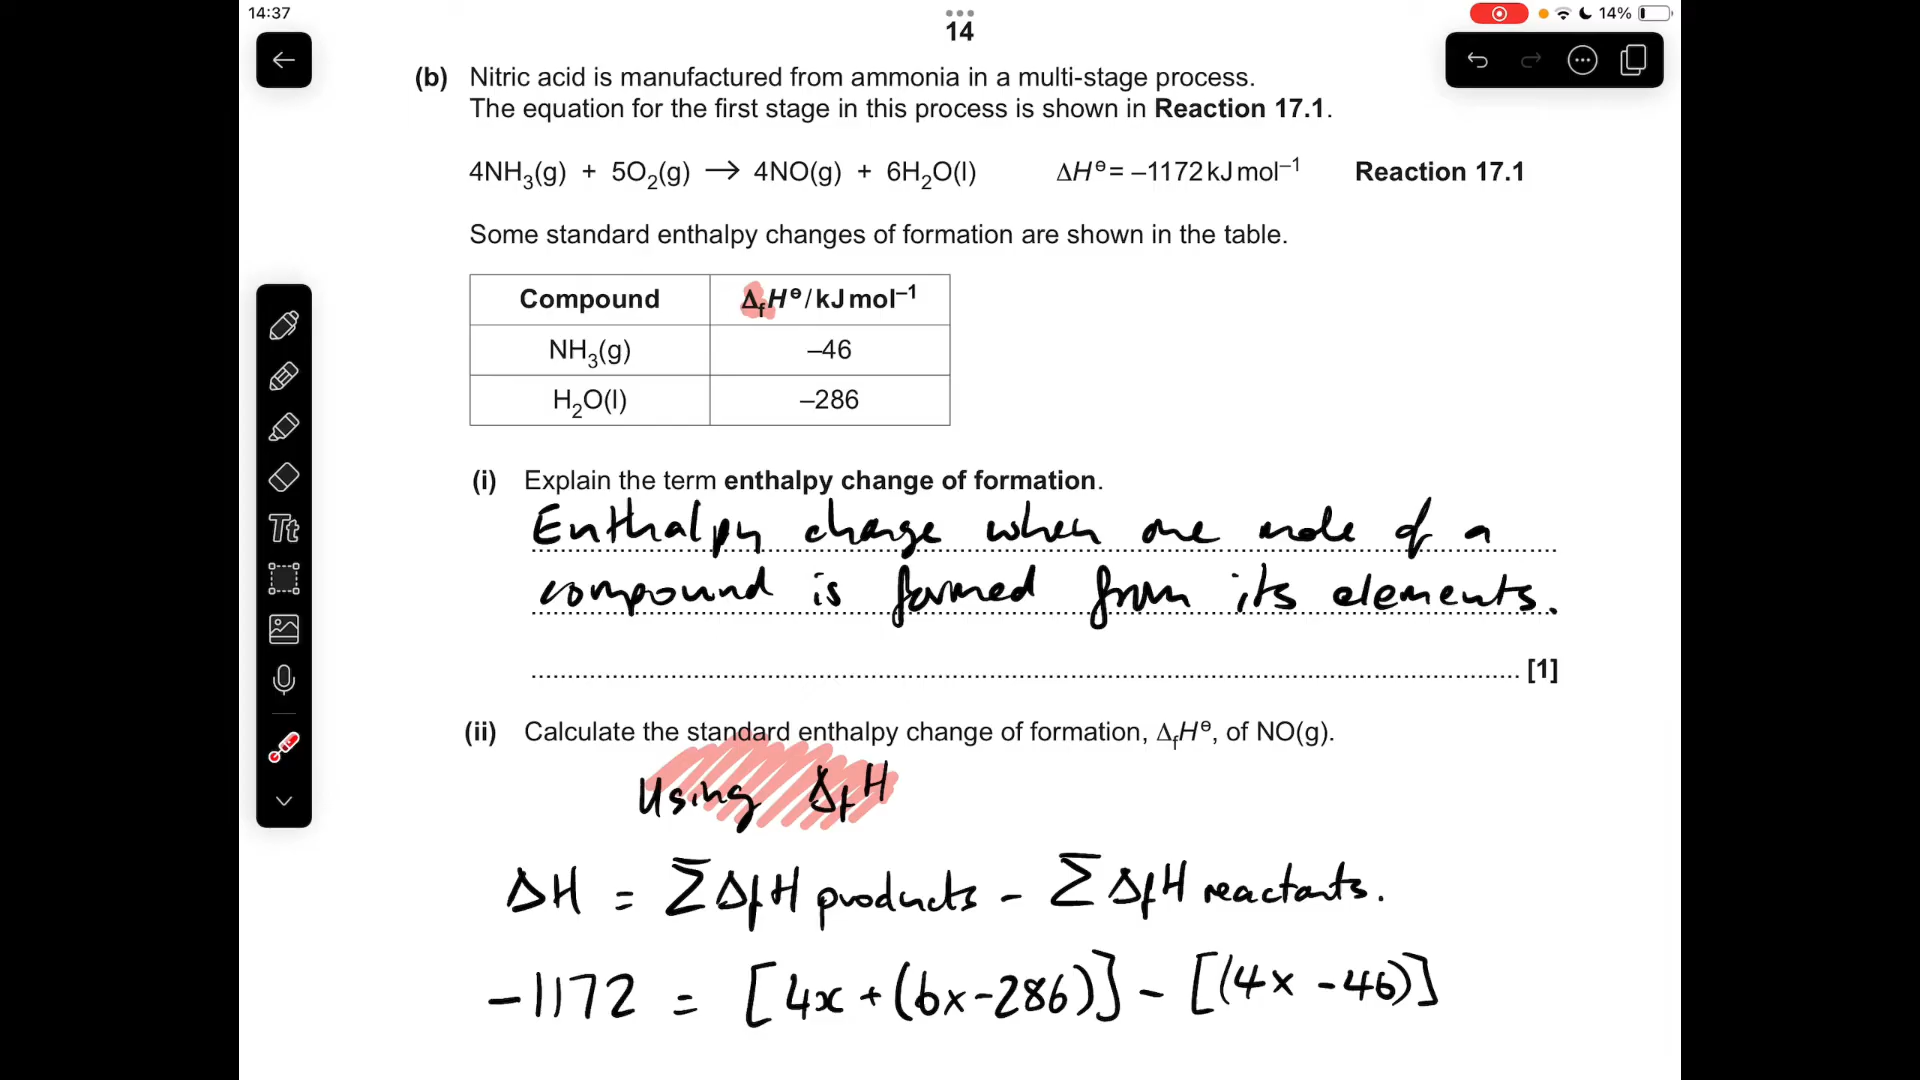 14:37
14%
14
(b) Nitric acid is manufactured from ammonia in a multi-stage process.
The equation for the first stage in this process is shown in Reaction 17.1.
4NH₃(g) + 5O₂(g) → 4NO(g) + 6H₂O(l) ΔH⦵ = –1172 kJ mol⁻¹ Reaction 17.1
Some standard enthalpy changes of formation are shown in the table.
Compound ΔfH⦵ / kJ mol⁻¹
NH₃(g) –46
H₂O(l) –286
(i) Explain the term enthalpy change of formation.
Enthalpy change when one mole of a
compound is formed from its elements.
[1]
(ii) Calculate the standard enthalpy change of formation, ΔfH⦵, of NO(g).
Using ΔfH
ΔH = ΣΔfH products - ΣΔfH reactants.
-1172 = [4x + (6x-286)] - [(4x -46)]
Tt